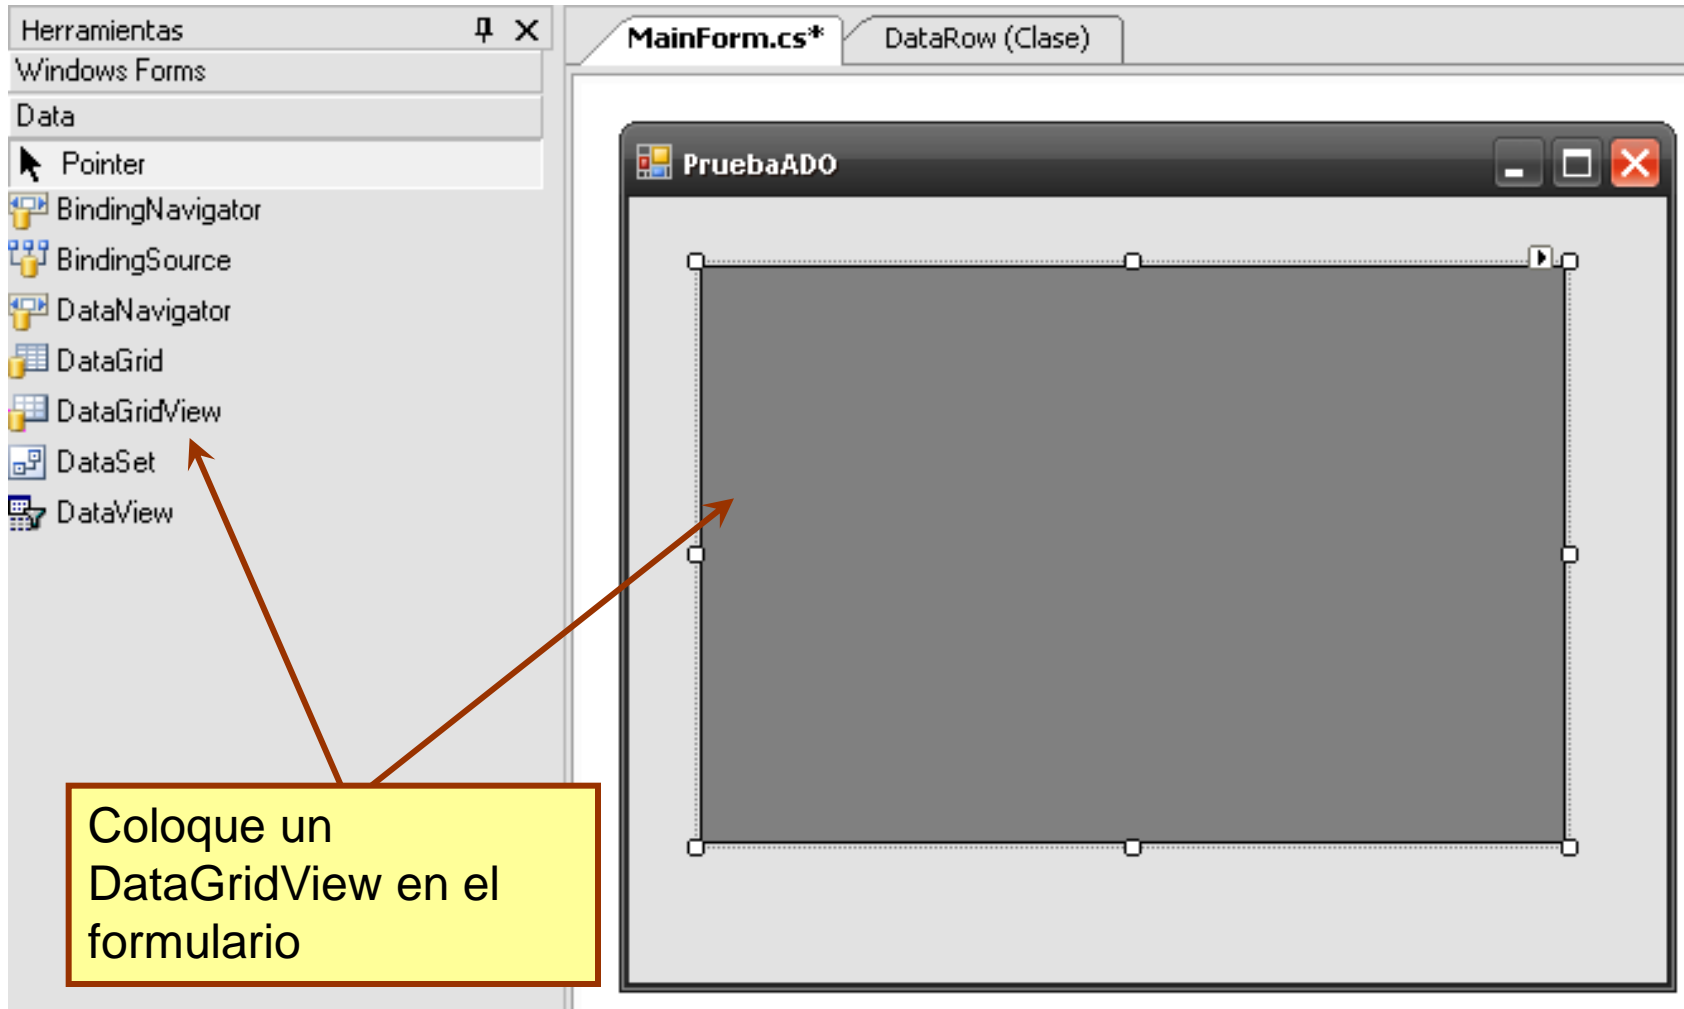 Herramientas
Windows Forms
Data
Pointer
BindingNavigator
BindingSource
DataNavigator
DataGrid
DataGridView
DataSet
DataView
MainForm.cs*
DataRow (Clase)
PruebaADO
Coloque un
DataGridView en el
formulario